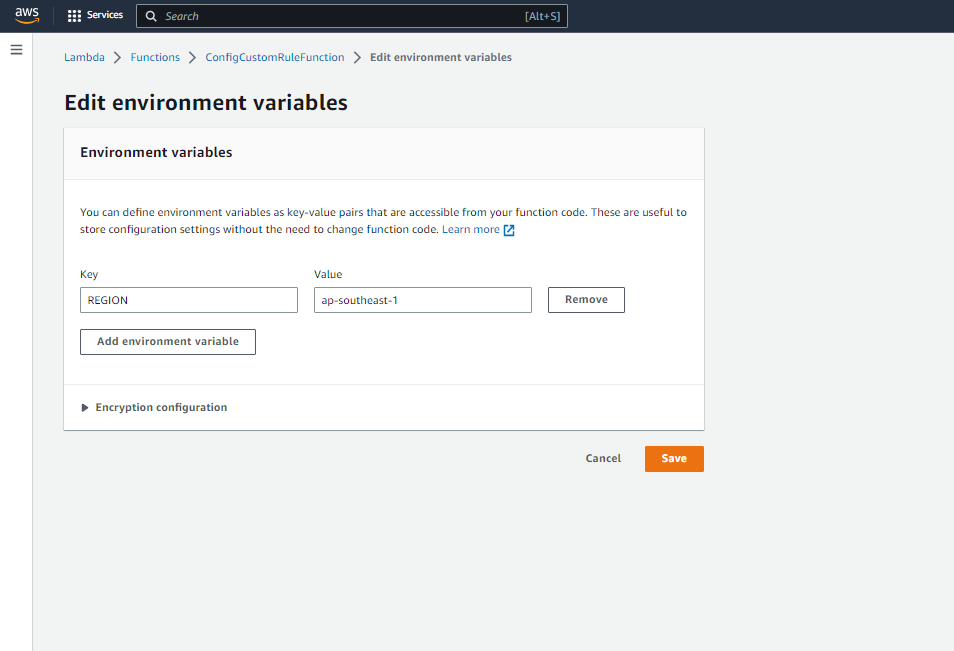 aws Services Search [Alt+S]
Lambda Functions ConfigCustomRuleFunction Edit environment variables
Edit environment variables
Environment variables
You can define environment variables as key-value pairs that are accessible from your function code. These are useful to
store configuration settings without the need to change function code. Learn more
Key Value
REGION ap-southeast-1 Remove
Add environment variable
Encryption configuration
Cancel Save